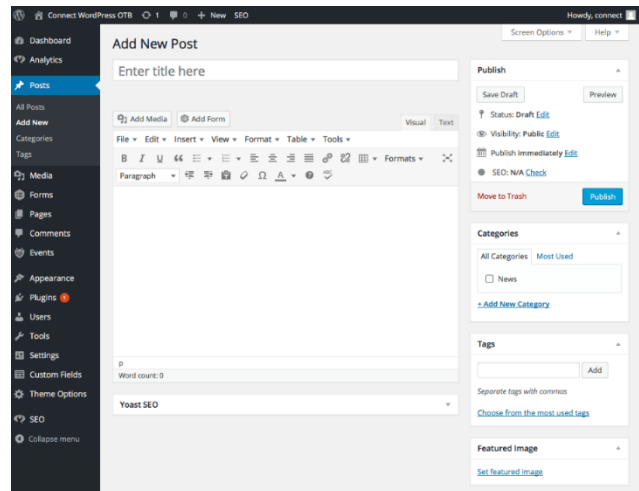 Connect WordPress OTB 1 0 + New SEO Howdy, connect
Screen Options Help
Dashboard
Analytics
Posts
All Posts
Add New
Categories
Tags
Media
Forms
Pages
Comments
Events
Appearance
Plugins 1
Users
Tools
Settings
Custom Fields
Theme Options
SEO
Collapse menu
Add New Post
Enter title here
Add Media Add Form
Visual Text
File Edit Insert View Format Table Tools
B I U Formats
Paragraph Ω A
p
Word count: 0
Yoast SEO
Publish
Save Draft Preview
Status: Draft Edit
Visibility: Public Edit
Publish immediately Edit
SEO: N/A Check
Move to Trash Publish
Categories
All Categories Most Used
News
+ Add New Category
Tags
Add
Separate tags with commas
Choose from the most used tags
Featured Image
Set featured image